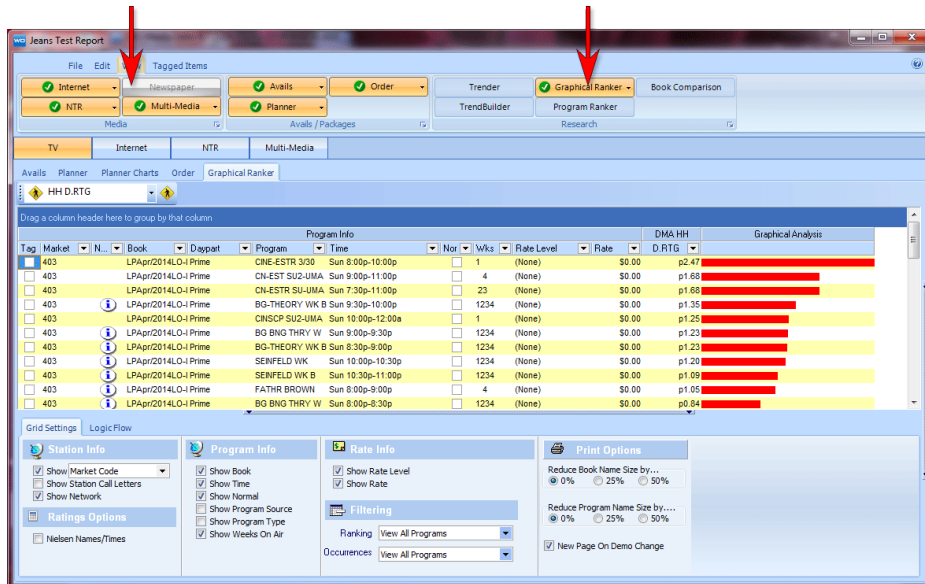 Jeans Test Report
File Edit Tagged Items
Internet Newspaper Avails Order Trender Graphical Ranker Book Comparison
NTR Multi-Media Planner TrendBuilder Program Ranker
Media Avails / Packages Research
TV Internet NTR Multi-Media
Avails Planner Planner Charts Order Graphical Ranker
HH D.RTG
Drag a column header here to group by that column
Program Info DMA HH Graphical Analysis
Tag Market N... Book Daypart Program Time Nor Wks Rate Level Rate D.RTG
403 LPApr/2014LO-I Prime CINE-ESTR 3/30 Sun 8:00p-10:00p 1 (None) $0.00 p2.47
403 LPApr/2014LO-I Prime CN-EST SU2-UMA Sun 9:00p-11:00p 4 (None) $0.00 p1.68
403 LPApr/2014LO-I Prime CN-ESTR SU-UMA Sun 7:30p-11:00p 23 (None) $0.00 p1.68
403 LPApr/2014LO-I Prime BG-THEORY WK B Sun 9:30p-10:00p 1234 (None) $0.00 p1.35
403 LPApr/2014LO-I Prime CINSCP SU2-UMA Sun 10:00p-12:00a 1 (None) $0.00 p1.25
403 LPApr/2014LO-I Prime BG BNG THRY W Sun 9:00p-9:30p 1234 (None) $0.00 p1.23
403 LPApr/2014LO-I Prime BG-THEORY WK B Sun 8:30p-9:00p 1234 (None) $0.00 p1.23
403 LPApr/2014LO-I Prime SEINFELD WK Sun 10:00p-10:30p 1234 (None) $0.00 p1.20
403 LPApr/2014LO-I Prime SEINFELD WK B Sun 10:30p-11:00p 1234 (None) $0.00 p1.09
403 LPApr/2014LO-I Prime FATHR BROWN Sun 8:00p-9:00p 4 (None) $0.00 p1.05
403 LPApr/2014LO-I Prime BG BNG THRY W Sun 8:00p-8:30p 1234 (None) $0.00 p0.84
Grid Settings Logic Flow
Station Info
Show Market Code
Show Station Call Letters
Show Network
Ratings Options
Nielsen Names/Times
Program Info
Show Book
Show Time
Show Normal
Show Program Source
Show Program Type
Show Weeks On Air
Rate Info
Show Rate Level
Show Rate
Filtering
Ranking View All Programs
Occurrences View All Programs
Print Options
Reduce Book Name Size by...
0% 25% 50%
Reduce Program Name Size by....
0% 25% 50%
New Page On Demo Change